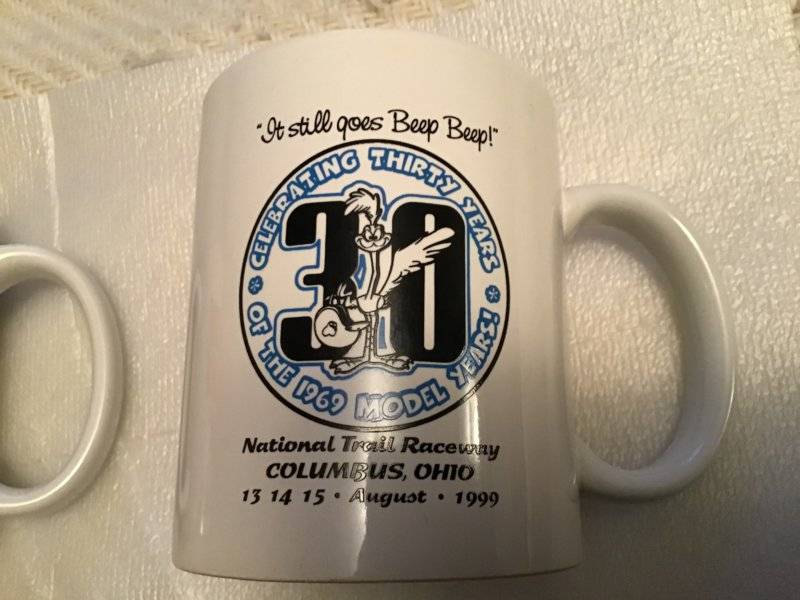 "It still goes Beep Beep!"
CELEBRATING THIRTY YEARS
OF THE 1969 MODEL YEARS!
30
National Trail Raceway
COLUMBUS, OHIO
13 14 15 • August • 1999